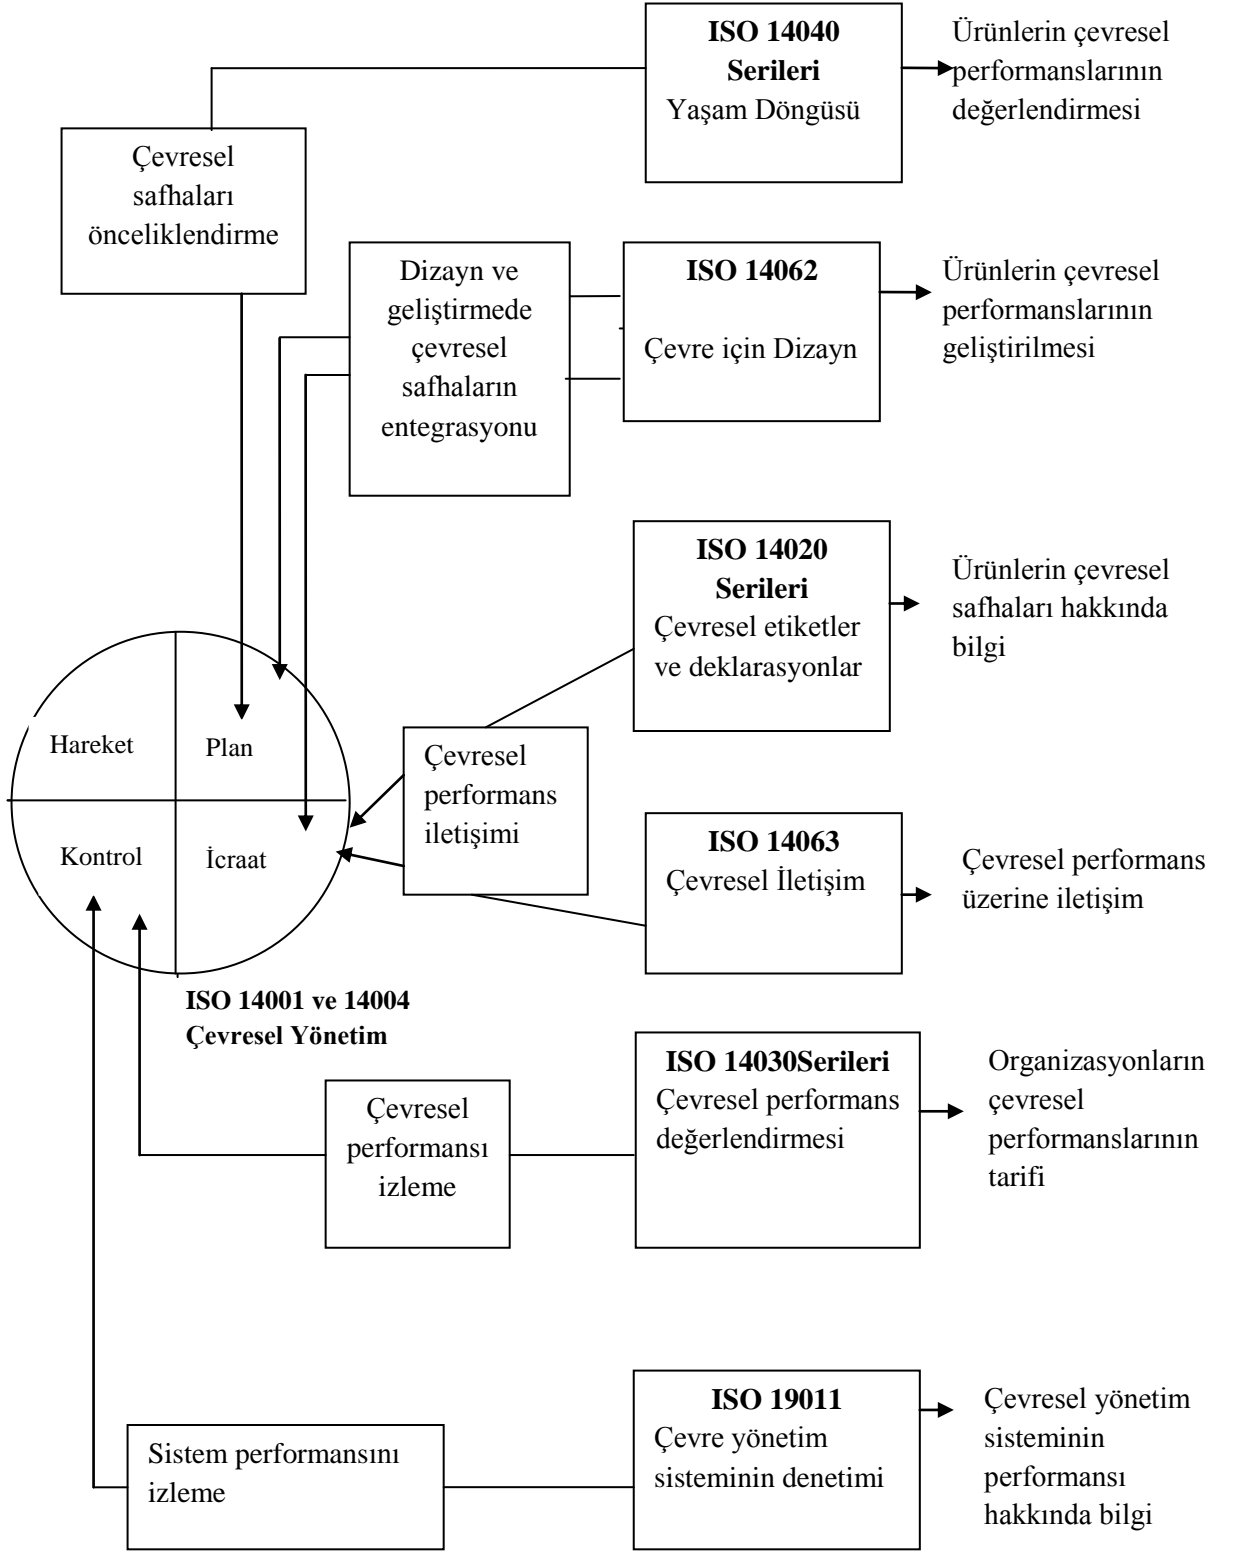 ISO 14040
Serileri
Yaşam Döngüsü
Ürünlerin çevresel
performanslarının
değerlendirmesi
Çevresel
safhaları
önceliklendirme
Dizayn ve
geliştirmede
çevresel
safhaların
entegrasyonu
ISO 14062
Çevre için Dizayn
Ürünlerin çevresel
performanslarının
geliştirilmesi
ISO 14020
Serileri
Çevresel etiketler
ve deklarasyonlar
Ürünlerin çevresel
safhaları hakkında
bilgi
Hareket
Plan
Kontrol
İcraat
Çevresel
performans
iletişimi
ISO 14063
Çevresel İletişim
Çevresel performans
üzerine iletişim
ISO 14001 ve 14004
Çevresel Yönetim
Çevresel
performansı
izleme
ISO 14030Serileri
Çevresel performans
değerlendirmesi
Organizasyonların
çevresel
performanslarının
tarifi
Sistem performansını
izleme
ISO 19011
Çevre yönetim
sisteminin denetimi
Çevresel yönetim
sisteminin
performansı
hakkında bilgi